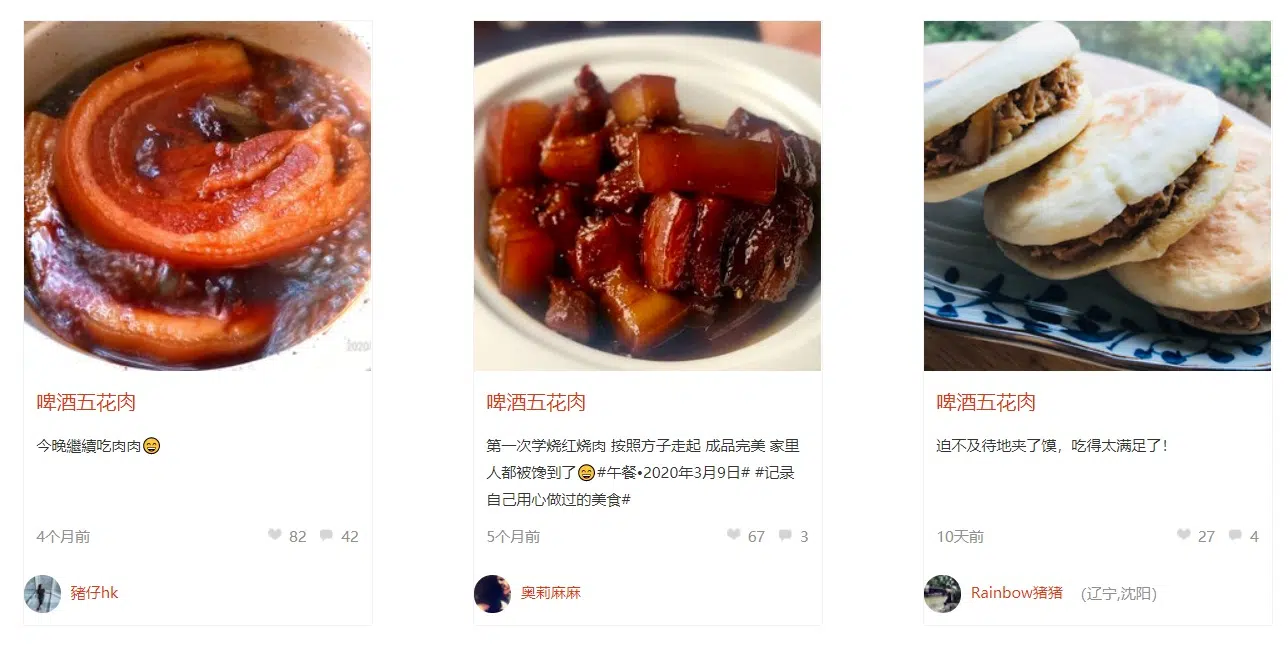 2020
啤酒五花肉
今晚繼續吃肉肉😄
4个月前 82 42
豬仔hk
啤酒五花肉
第一次学烧红烧肉 按照方子走起 成品完美 家里
人都被馋到了😄#午餐•2020年3月9日# #记录
自己用心做过的美食#
5个月前 67 3
奥莉麻麻
啤酒五花肉
迫不及待地夹了馍，吃得太满足了！
10天前 27 4
Rainbow猪猪 (辽宁,沈阳)